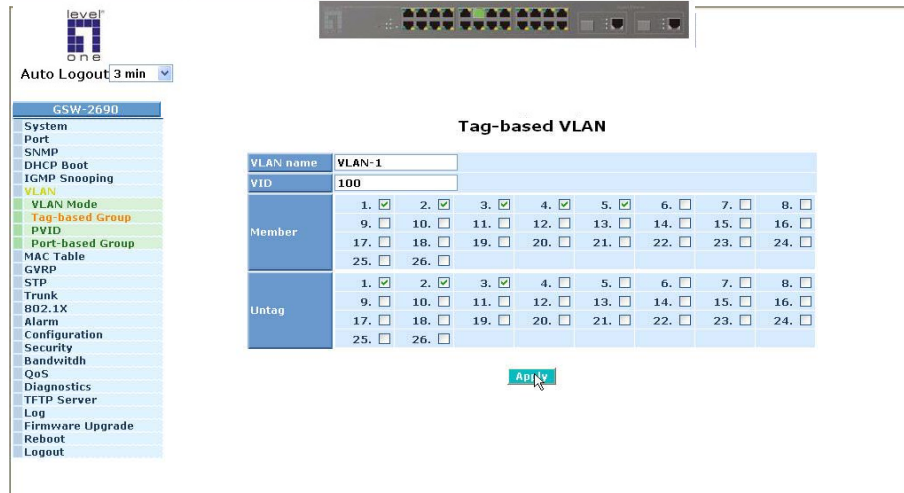 level
one
Auto Logout 3 min
GSW-2690
System
Port
SNMP
DHCP Boot
IGMP Snooping
VLAN
VLAN Mode
Tag-based Group
PVID
Port-based Group
MAC Table
GVRP
STP
Trunk
802.1X
Alarm
Configuration
Security
Bandwitdh
QoS
Diagnostics
TFTP Server
Log
Firmware Upgrade
Reboot
Logout
Tag-based VLAN
VLAN name VLAN-1
VID 100
Member
1. 2. 3. 4. 5. 6. 7. 8.
9. 10. 11. 12. 13. 14. 15. 16.
17. 18. 19. 20. 21. 22. 23. 24.
25. 26.
Untag
1. 2. 3. 4. 5. 6. 7. 8.
9. 10. 11. 12. 13. 14. 15. 16.
17. 18. 19. 20. 21. 22. 23. 24.
25. 26.
Apply